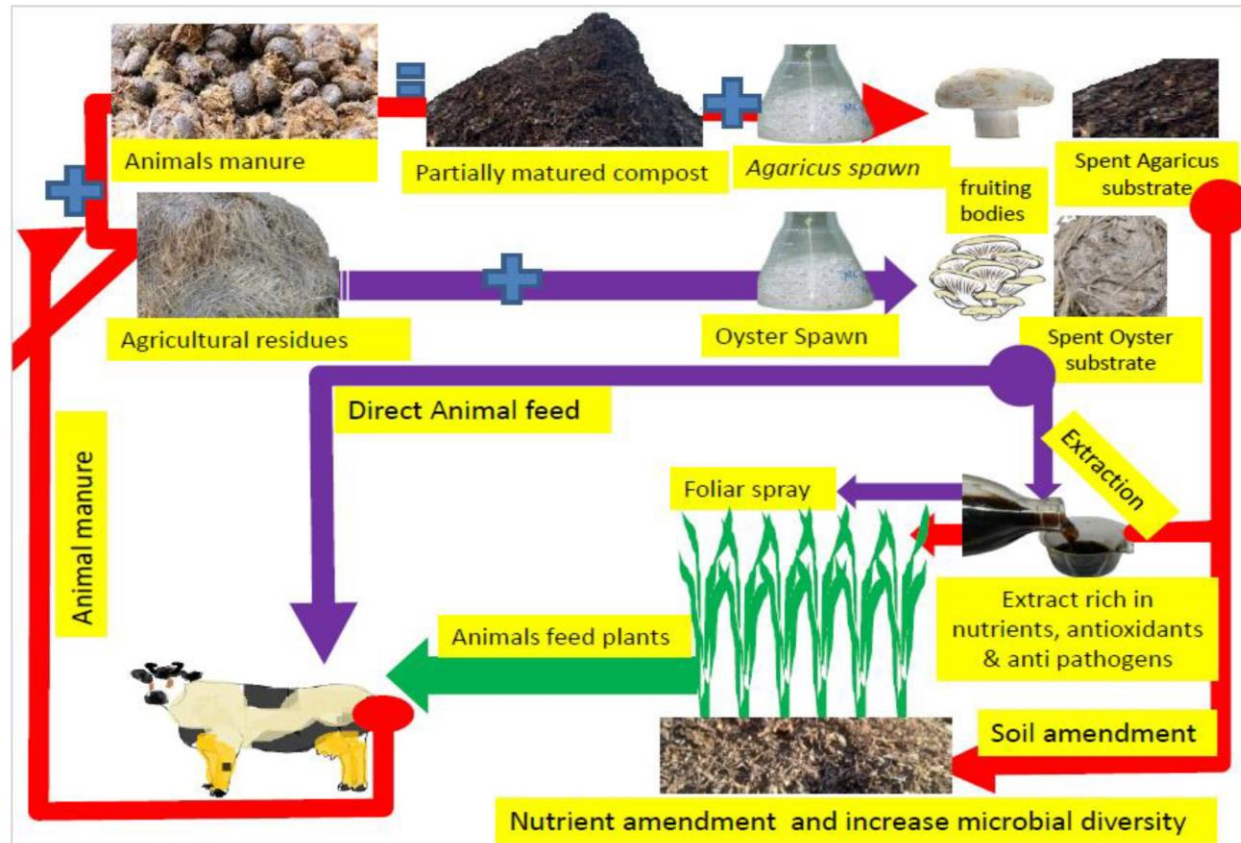 Animals manure
Partially matured compost
Agaricus spawn
fruiting
bodies
Spent Agaricus
substrate
Agricultural residues
Oyster Spawn
Spent Oyster
substrate
Direct Animal feed
Extraction
Animal manure
Foliar spray
Extract rich in
nutrients, antioxidants
& anti pathogens
Animals feed plants
Soil amendment
Nutrient amendment and increase microbial diversity